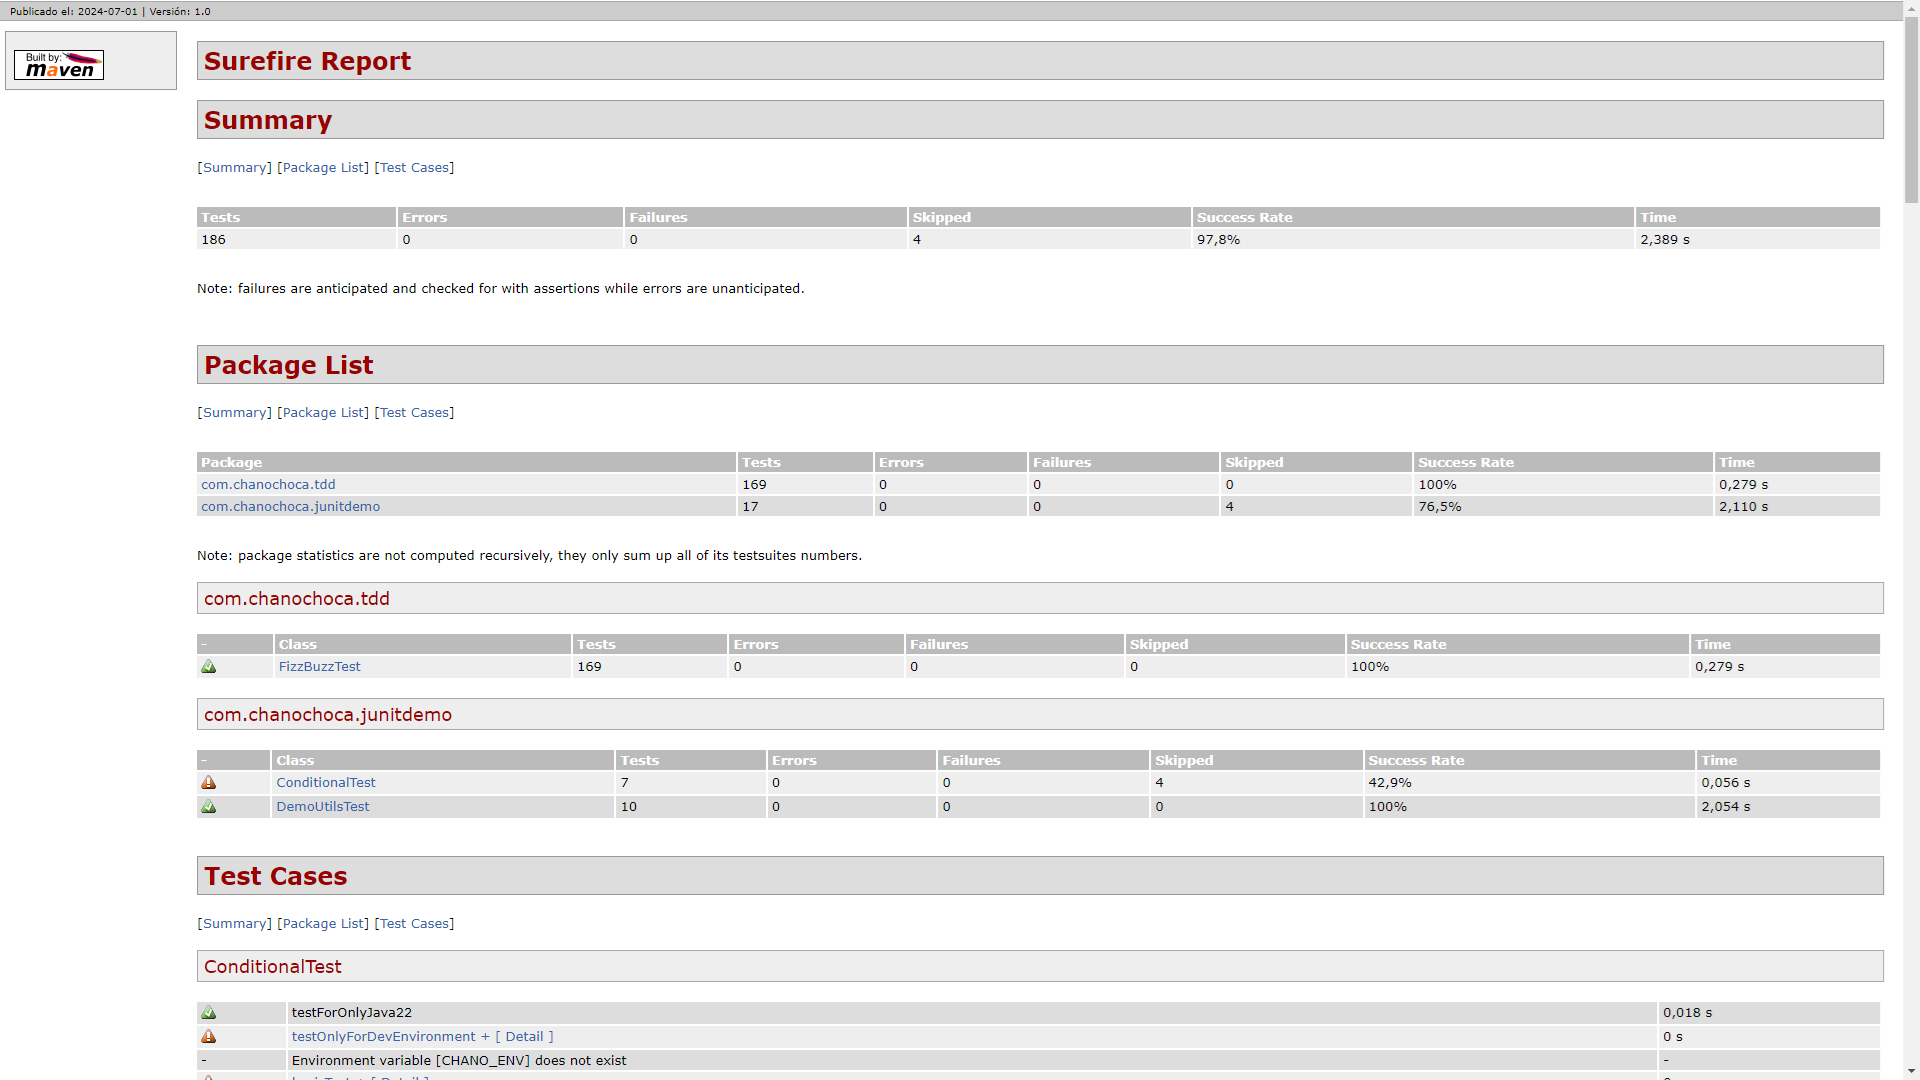 Publicado el: 2024-07-01 | Versión: 1.0
Built by:
maven
Surefire Report
Summary
[Summary] [Package List] [Test Cases]
Tests Errors Failures Skipped Success Rate Time
186 0 0 4 97,8% 2,389 s
Note: failures are anticipated and checked for with assertions while errors are unanticipated.
Package List
[Summary] [Package List] [Test Cases]
Package Tests Errors Failures Skipped Success Rate Time
com.chanochoca.tdd 169 0 0 0 100% 0,279 s
com.chanochoca.junitdemo 17 0 0 4 76,5% 2,110 s
Note: package statistics are not computed recursively, they only sum up all of its testsuites numbers.
com.chanochoca.tdd
- Class Tests Errors Failures Skipped Success Rate Time
FizzBuzzTest 169 0 0 0 100% 0,279 s
com.chanochoca.junitdemo
- Class Tests Errors Failures Skipped Success Rate Time
ConditionalTest 7 0 0 4 42,9% 0,056 s
DemoUtilsTest 10 0 0 0 100% 2,054 s
Test Cases
[Summary] [Package List] [Test Cases]
ConditionalTest
testForOnlyJava22 0,018 s
testOnlyForDevEnvironment + [ Detail ] 0 s
- Environment variable [CHANO_ENV] does not exist -